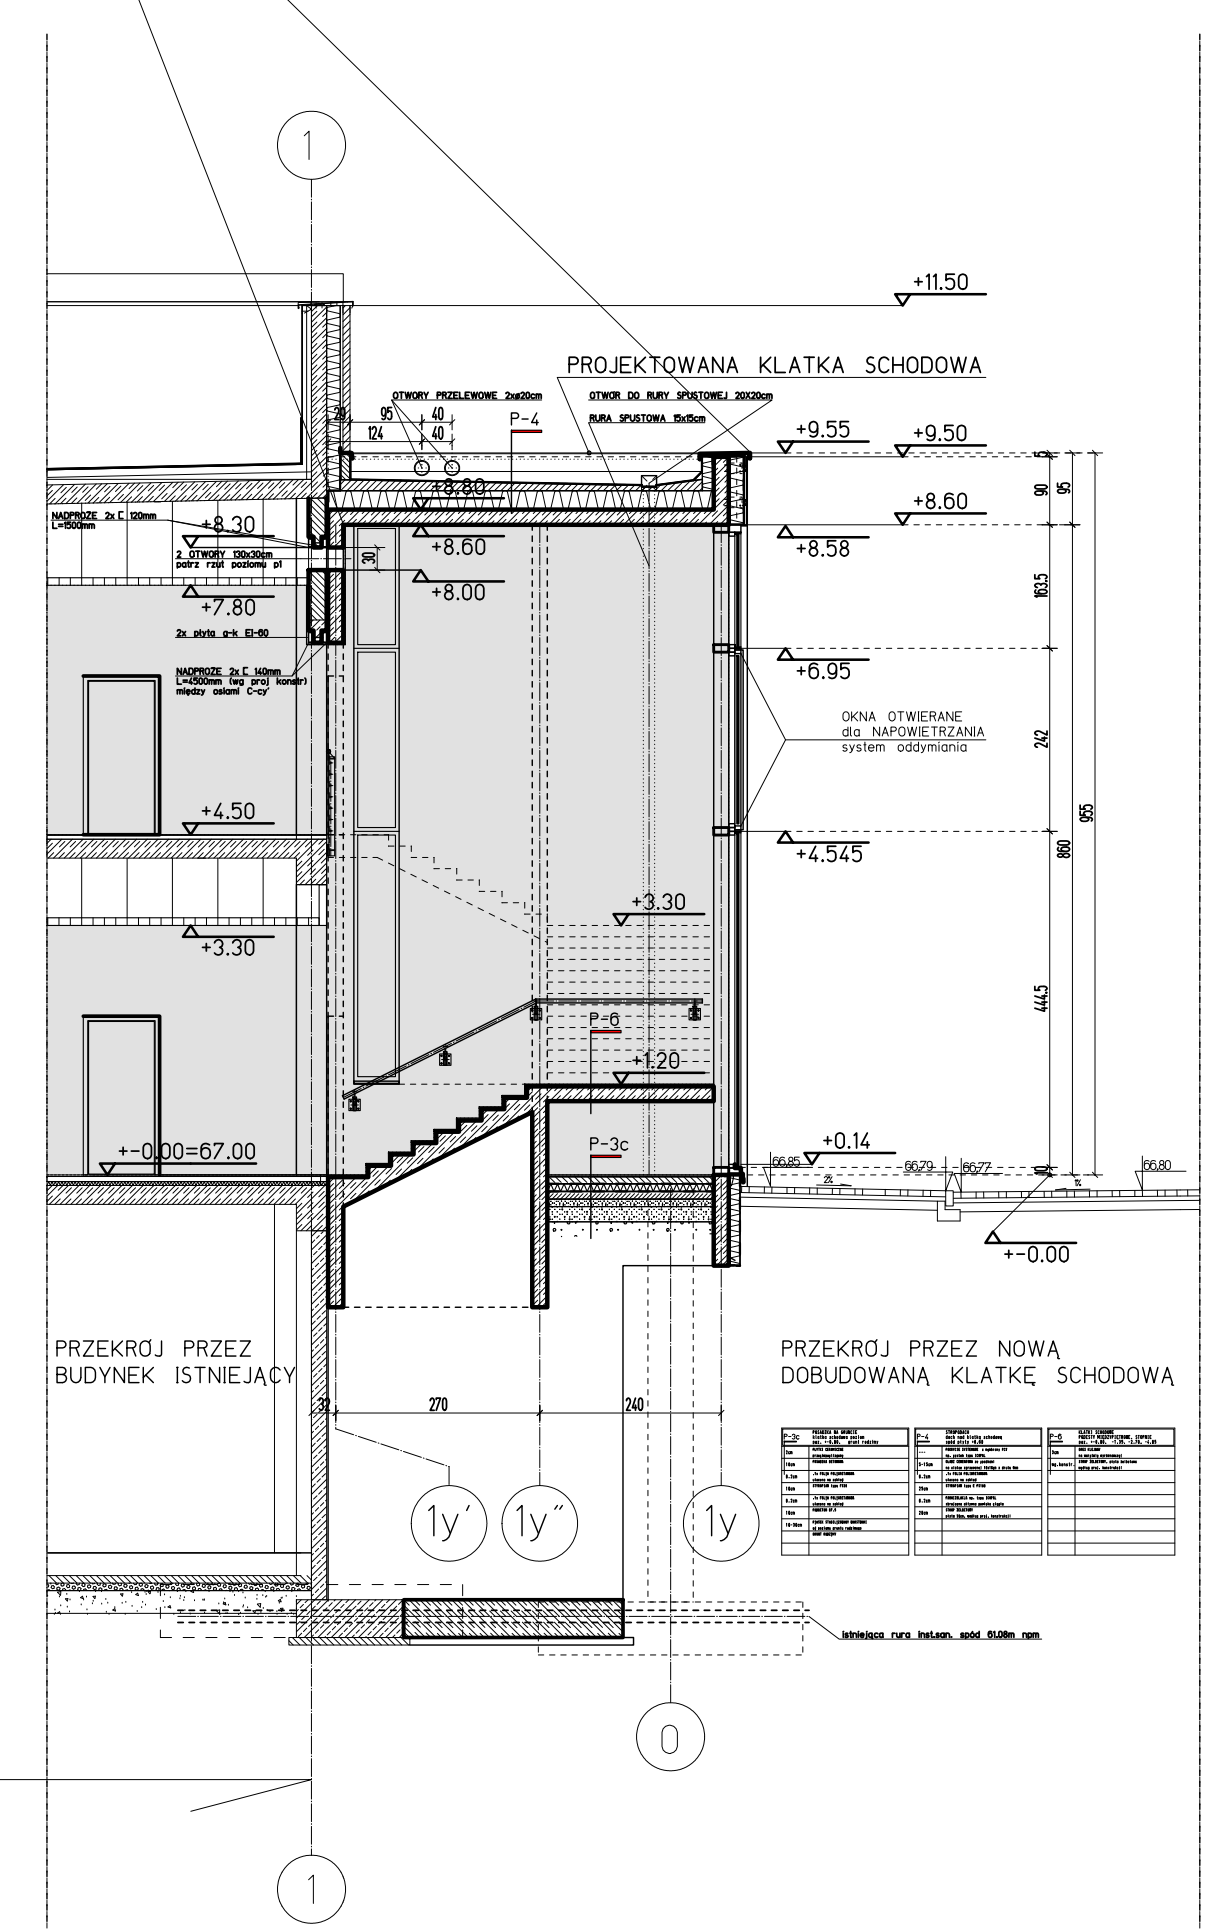 1
+11.50
PROJEKTOWANA KLATKA SCHODOWA
OTWORY PRZELEWOWE 2xø20cm
OTWÓR DO RURY SPUSTOWEJ 20X20cm
RURA SPUSTOWA 15x15cm
29
95
40
P-4
124
40
+9.55
+9.50
5
90
95
+8.80
+8.60
NADPROŻE 2x [ 120mm
L=1500mm
+8.30
+8.60
+8.58
2 OTWORY 130x30cm
patrz rzut poziomu p1
30
+8.00
163.5
+7.80
2x płyta g-k EI-60
NADPROŻE 2x [ 140mm
L=4500mm (wg proj konstr)
między osiami C-cy'
+6.95
OKNA OTWIERANE
dla NAPOWIETRZANIA
system oddymiania
242
955
+4.50
860
+4.545
+3.30
+3.30
444.5
P-6
+1.20
+-0.00=67.00
P-3c
+0.14
66,85
66,79
66,77
10
66,80
2%
1%
+-0.00
PRZEKRÓJ PRZEZ
BUDYNEK ISTNIEJĄCY
PRZEKRÓJ PRZEZ NOWĄ
DOBUDOWANĄ KLATKĘ SCHODOWĄ
32
270
240
P-3c
P-4
P-6
1y'
1y"
1y
istniejąca rura inst.san. spód 61.08m npm
0
1